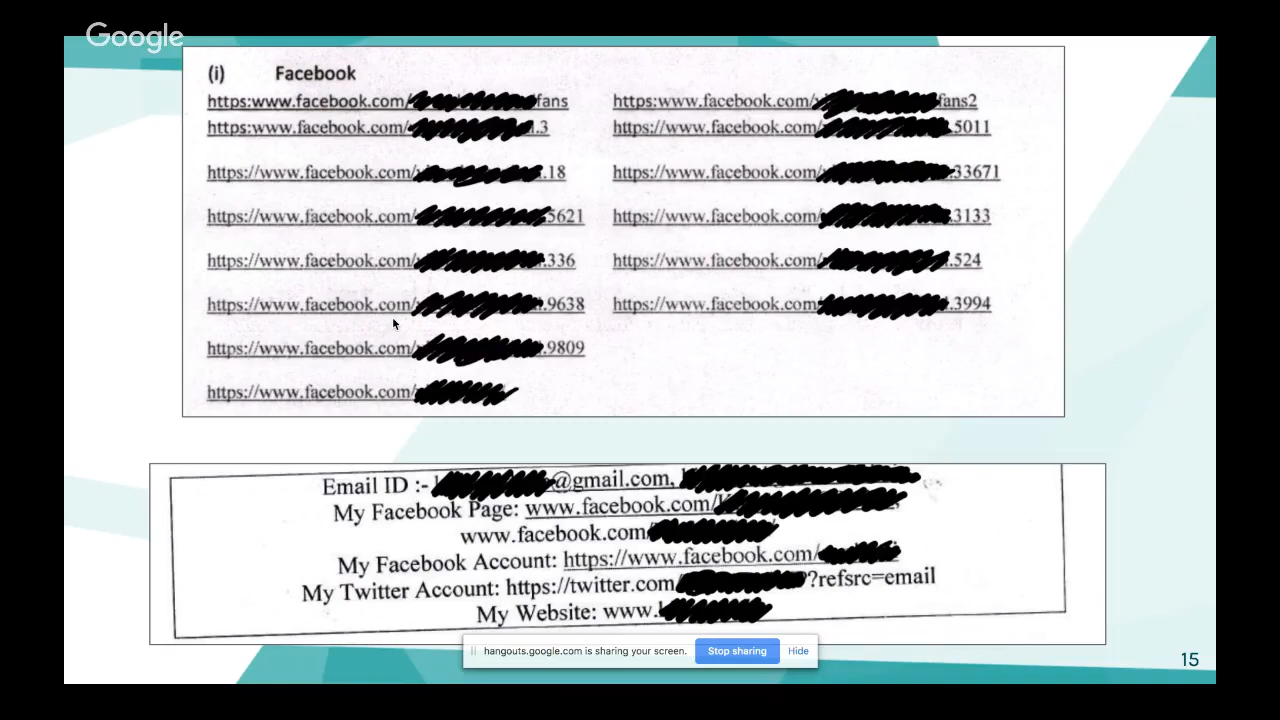 Google
(i) Facebook
https:www.facebook.com/ fans https:www.facebook.com/ fans2
https:www.facebook.com/ .3 https://www.facebook.com/ .5011
https://www.facebook.com/ .18 https://www.facebook.com/ .33671
https://www.facebook.com/ .5621 https://www.facebook.com/ .3133
https://www.facebook.com/ .336 https://www.facebook.com/ .524
https://www.facebook.com/ .9638 https://www.facebook.com/ .3994
https://www.facebook.com/ .9809
https://www.facebook.com/
Email ID :- @gmail.com,
My Facebook Page: www.facebook.com/
www.facebook.com/
My Facebook Account: https://www.facebook.com/
My Twitter Account: https://twitter.com/ ?refsrc=email
My Website: www.
hangouts.google.com is sharing your screen. Stop sharing Hide
15